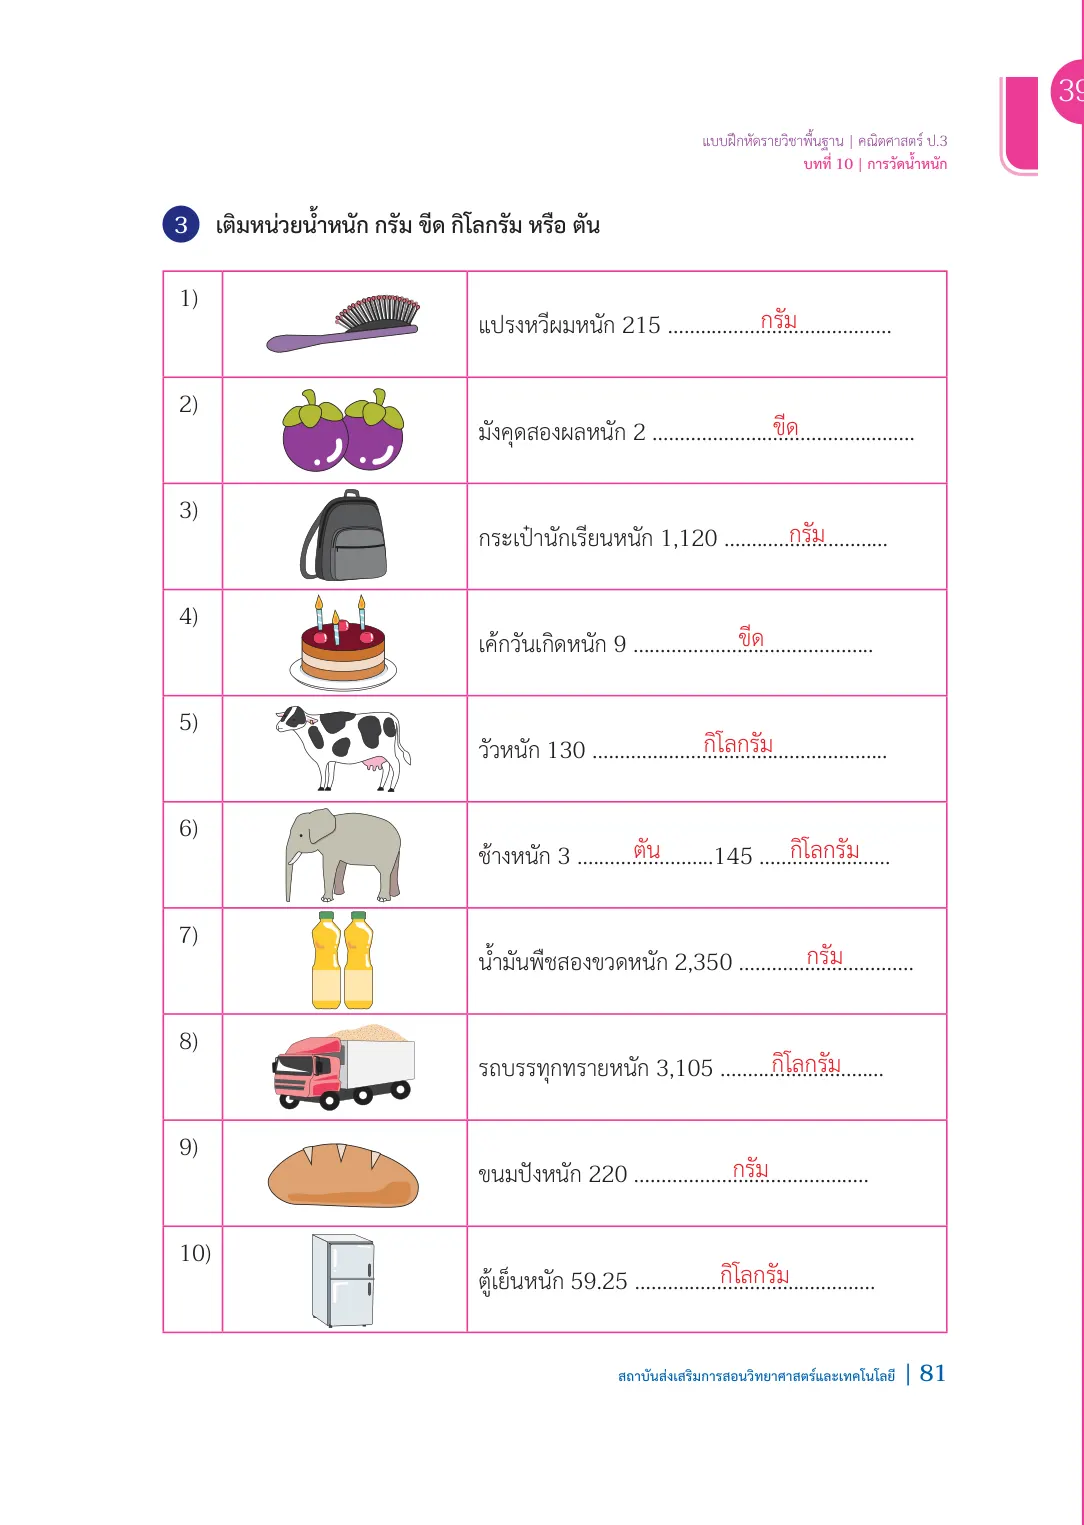 39
แบบฝึกหัดรายวิชาพื้นฐาน | คณิตศาสตร์ ป.3
บทที่ 10 | การวัดน้ำหนัก
3 เติมหน่วยน้ำหนัก กรัม ขีด กิโลกรัม หรือ ตัน
1) แปรงหวีผมหนัก 215 .......... กรัม ..........
2) มังคุดสองผลหนัก 2 .......... ขีด ..........
3) กระเป๋านักเรียนหนัก 1,120 .......... กรัม ..........
4) เค้กวันเกิดหนัก 9 .......... ขีด ..........
5) วัวหนัก 130 .......... กิโลกรัม ..........
6) ช้างหนัก 3 .......... ตัน .......... 145 .......... กิโลกรัม ..........
7) น้ำมันพืชสองขวดหนัก 2,350 .......... กรัม ..........
8) รถบรรทุกทรายหนัก 3,105 .......... กิโลกรัม ..........
9) ขนมปังหนัก 220 .......... กรัม ..........
10) ตู้เย็นหนัก 59.25 .......... กิโลกรัม ..........
สถาบันส่งเสริมการสอนวิทยาศาสตร์และเทคโนโลยี | 81